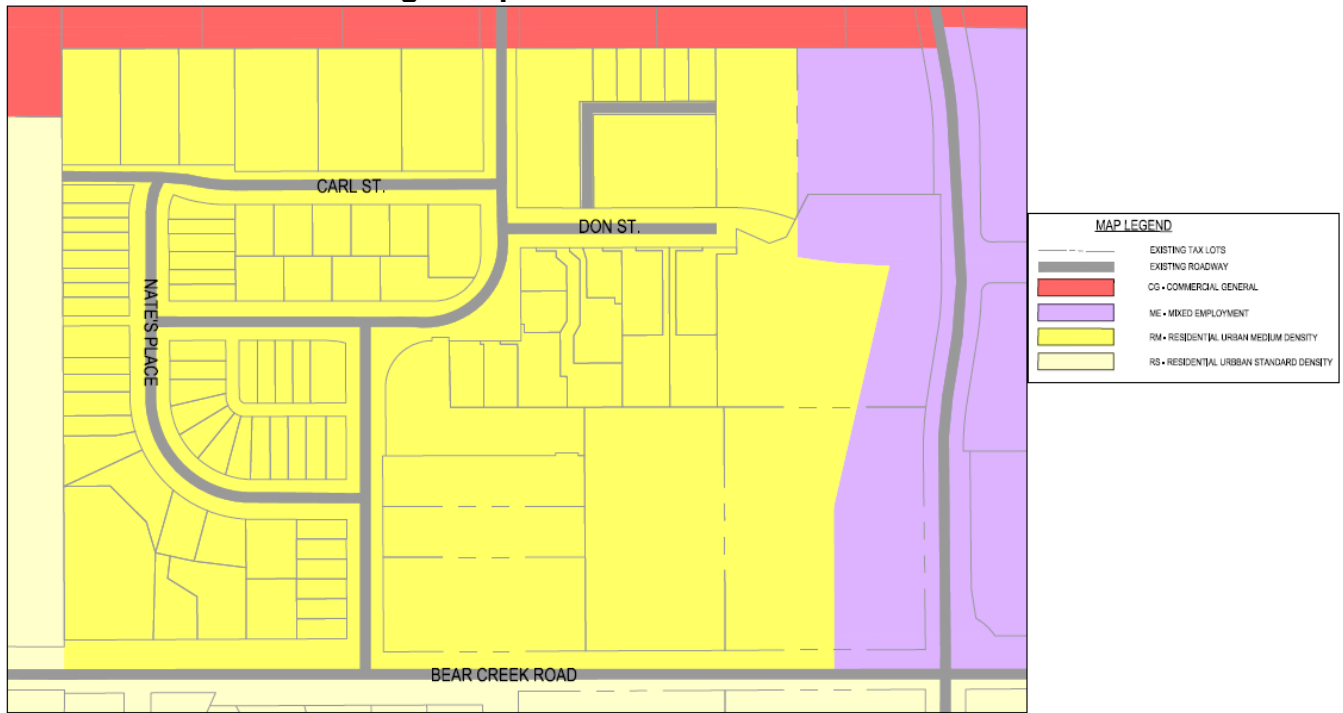 CARL ST.
DON ST.
NATE'S PLACE
BEAR CREEK ROAD
MAP LEGEND
EXISTING TAX LOTS
EXISTING ROADWAY
CG - COMMERCIAL GENERAL
ME - MIXED EMPLOYMENT
RM - RESIDENTIAL URBAN MEDIUM DENSITY
RS - RESIDENTIAL URBBAN STANDARD DENSITY